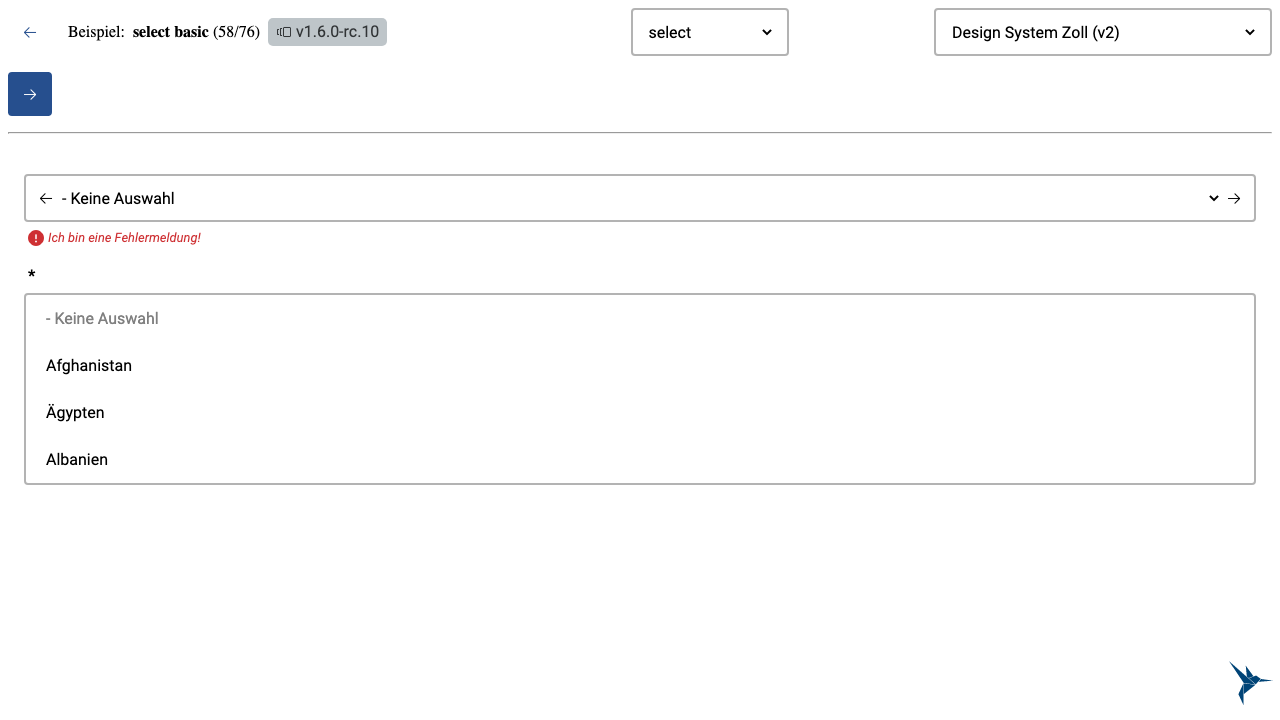 Beispiel: select basic (58/76) v1.6.0-rc.10 select Design System Zoll (v2)
- Keine Auswahl
Ich bin eine Fehlermeldung!
*
- Keine Auswahl
Afghanistan
Ägypten
Albanien